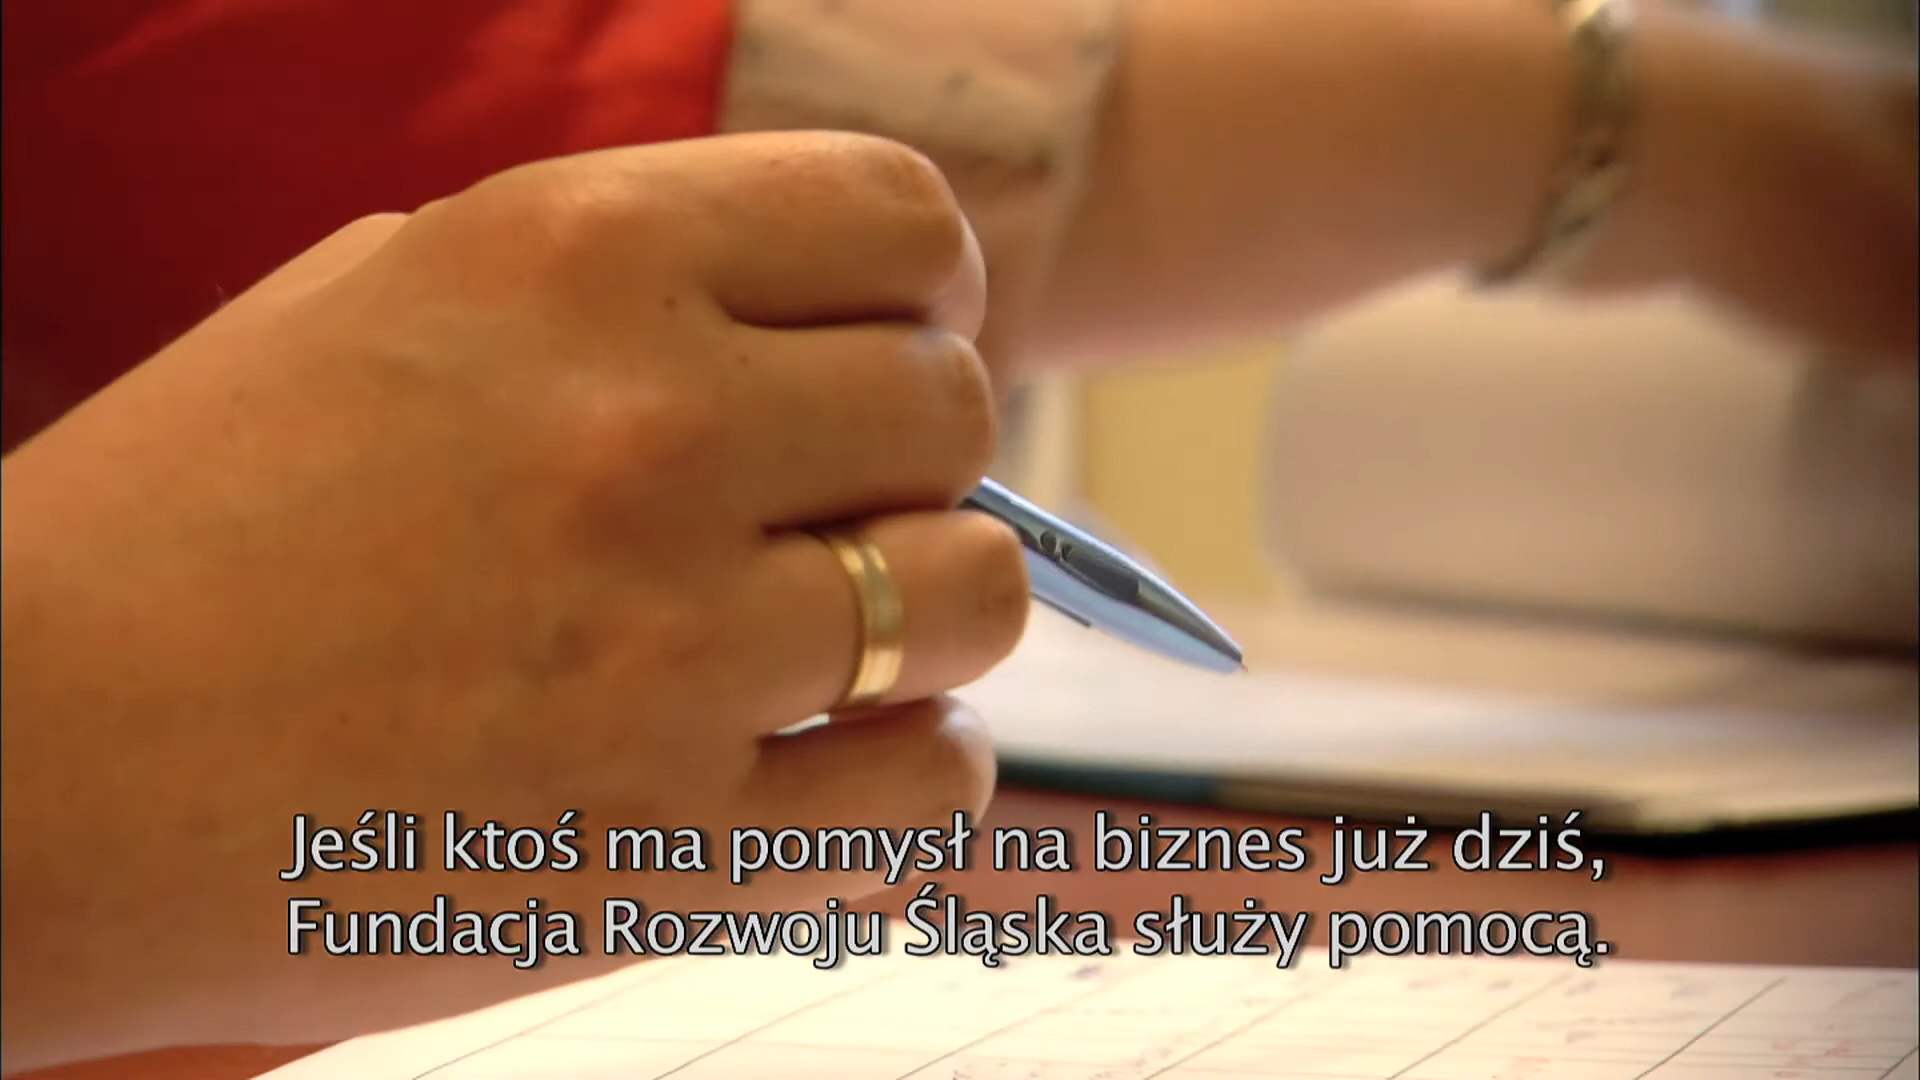 Jeśli ktoś ma pomysł na biznes już dziś,
Fundacja Rozwoju Śląska służy pomocą.